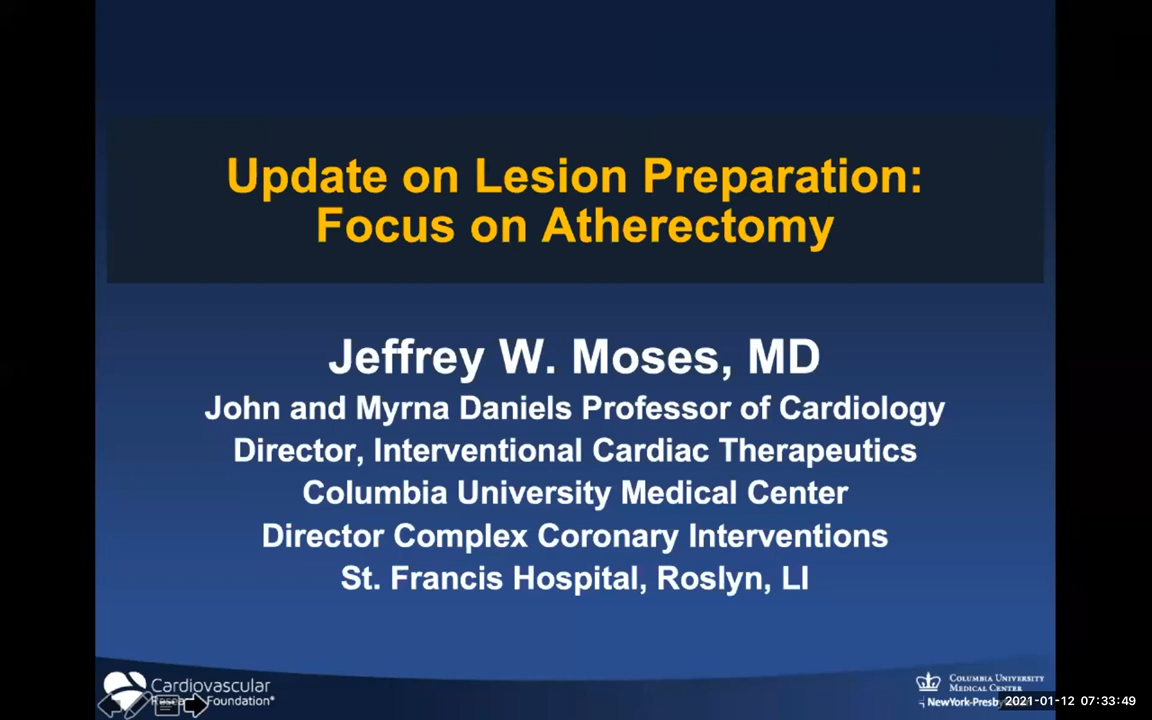 Update on Lesion Preparation:
Focus on Atherectomy
Jeffrey W. Moses, MD
John and Myrna Daniels Professor of Cardiology
Director, Interventional Cardiac Therapeutics
Columbia University Medical Center
Director Complex Coronary Interventions
St. Francis Hospital, Roslyn, LI
Cardiovascular
Foundation
COLUMBIA UNIVERSITY
MEDICAL CENTER
2021-01-12 07:33:49